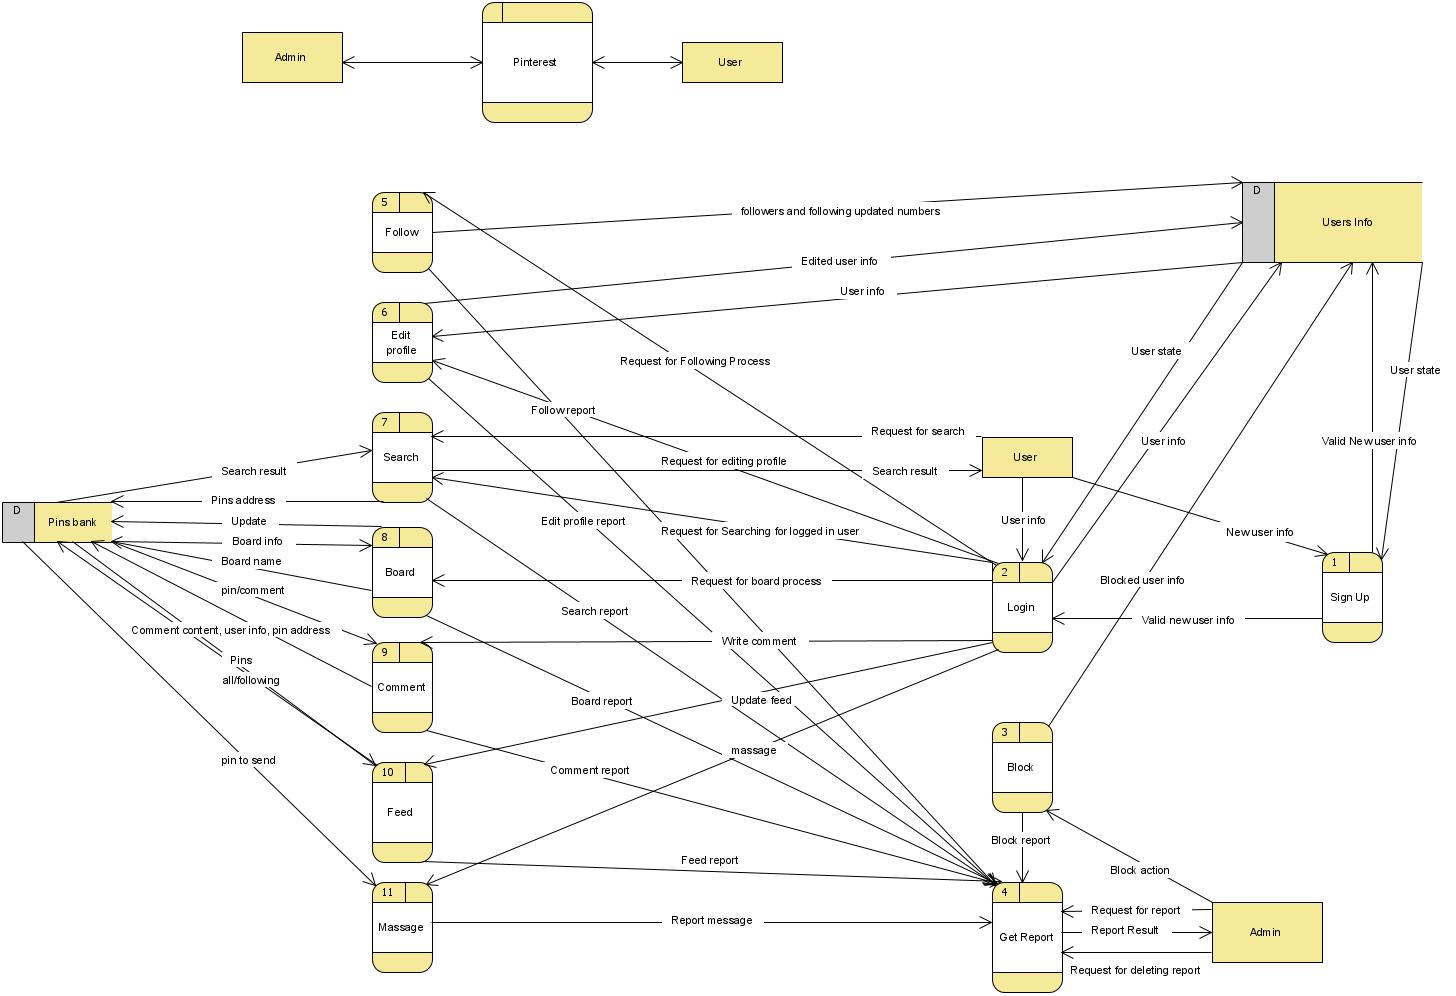 Admin
Pinterest
User
5
Follow
followers and following updated numbers
D
Users Info
Edited user info
User info
6
Edit
profile
Request for Following Process
User state
User state
Follow report
7
Search
Request for search
User
Request for editing profile
Search result
User info
Valid New user info
Search result
Pins address
D
Pins bank
Update
Edit profile report
User info
Request for Searching for logged in user
New user info
8
Board
Board info
Board name
2
Login
Request for board process
Blocked user info
1
Sign Up
pin/comment
Search report
Valid new user info
Comment content, user info, pin address
Write comment
9
Comment
Pins
all/following
Board report
Update feed
3
Block
pin to send
massage
Comment report
10
Feed
Block report
Feed report
Block action
11
Massage
Report message
4
Get Report
Request for report
Report Result
Admin
Request for deleting report